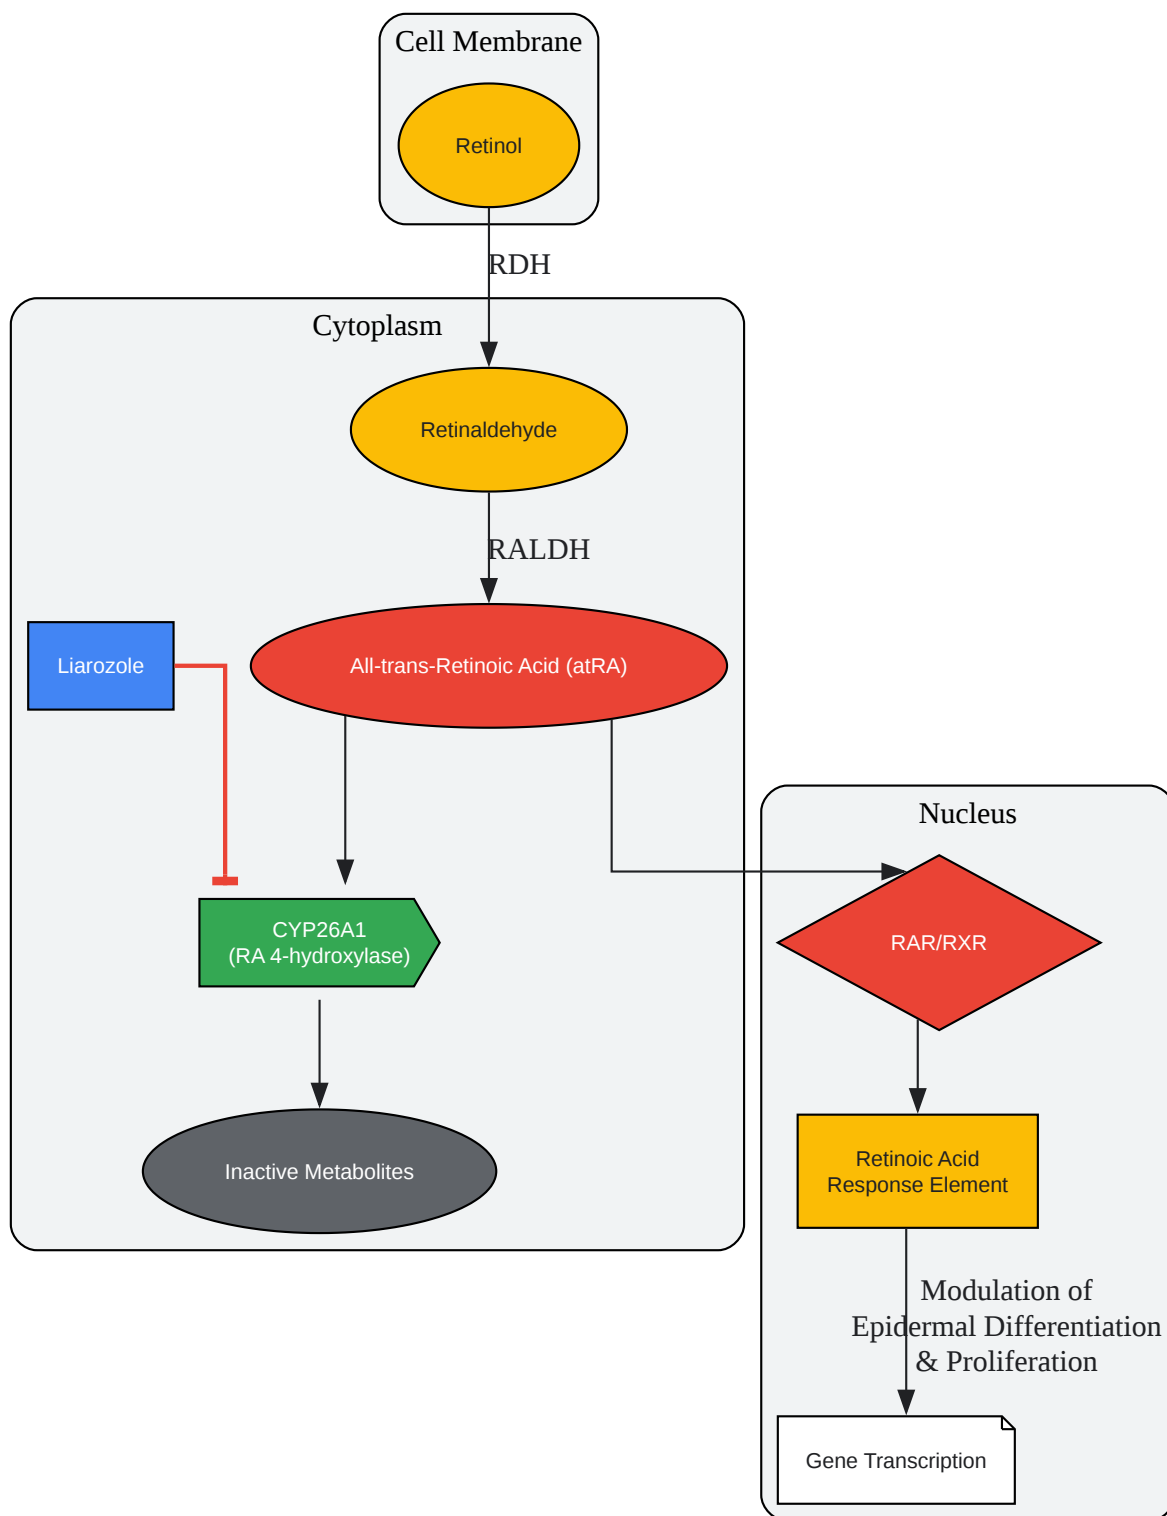 Cell Membrane
Retinol
RDH
Cytoplasm
Retinaldehyde
RALDH
Liarozole
All-trans-Retinoic Acid (atRA)
Nucleus
CYP26A1
(RA 4-hydroxylase)
RAR/RXR
Inactive Metabolites
Retinoic Acid
Response Element
Modulation of
Epidermal Differentiation
& Proliferation
Gene Transcription